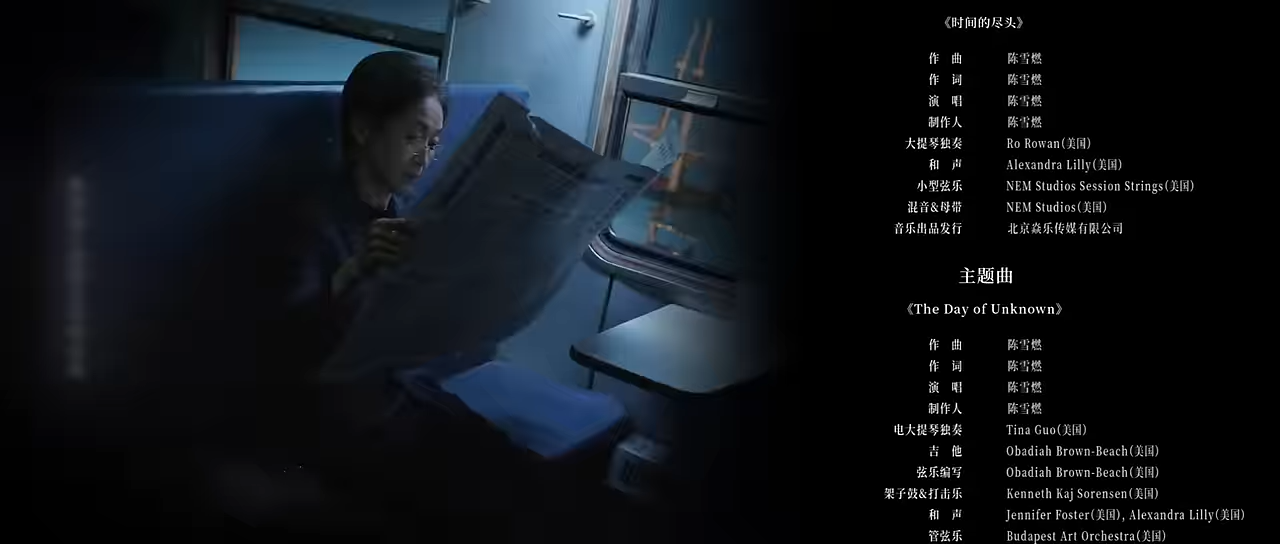 《时间的尽头》
作 曲 陈雪燃
作 词 陈雪燃
演 唱 陈雪燃
制作人 陈雪燃
大提琴独奏 Ro Rowan(美国)
和 声 Alexandra Lilly(美国)
小型弦乐 NEM Studios Session Strings(美国)
混音&母带 NEM Studios(美国)
音乐出品发行 北京焱乐传媒有限公司
主题曲
《The Day of Unknown》
作 曲 陈雪燃
作 词 陈雪燃
演 唱 陈雪燃
制作人 陈雪燃
电大提琴独奏 Tina Guo(美国)
吉 他 Obadiah Brown-Beach(美国)
弦乐编写 Obadiah Brown-Beach(美国)
架子鼓&打击乐 Kenneth Kaj Sorensen(美国)
和 声 Jennifer Foster(美国), Alexandra Lilly(美国)
管弦乐 Budapest Art Orchestra(美国)